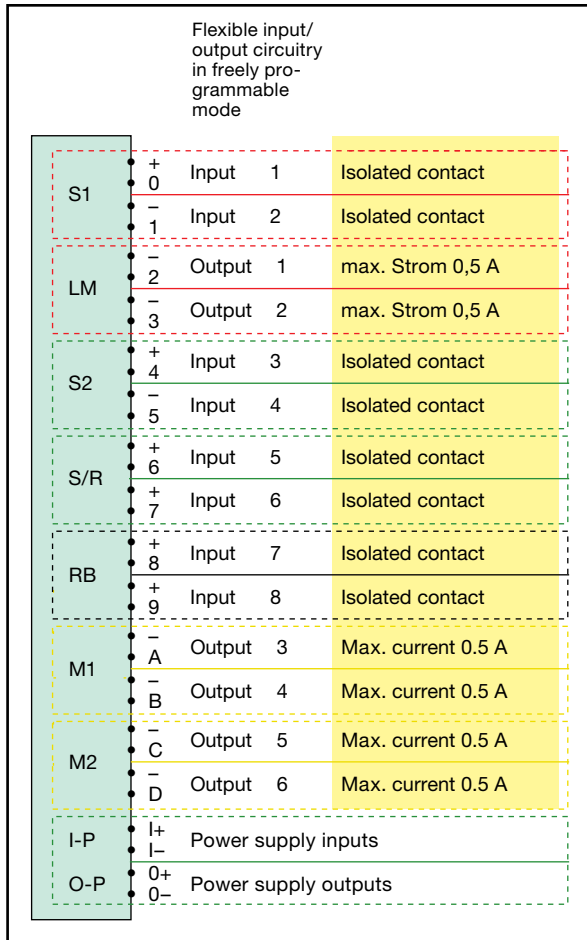 Flexible input/
output circuitry
in freely pro-
grammable
mode
S1
+
0 Input 1 Isolated contact
–
1 Input 2 Isolated contact
LM
–
2 Output 1 max. Strom 0,5 A
–
3 Output 2 max. Strom 0,5 A
S2
+
4 Input 3 Isolated contact
–
5 Input 4 Isolated contact
S/R
+
6 Input 5 Isolated contact
+
7 Input 6 Isolated contact
RB
+
8 Input 7 Isolated contact
+
9 Input 8 Isolated contact
M1
–
A Output 3 Max. current 0.5 A
–
B Output 4 Max. current 0.5 A
M2
–
C Output 5 Max. current 0.5 A
–
D Output 6 Max. current 0.5 A
I-P
I+
I– Power supply inputs
O-P
0+
0– Power supply outputs